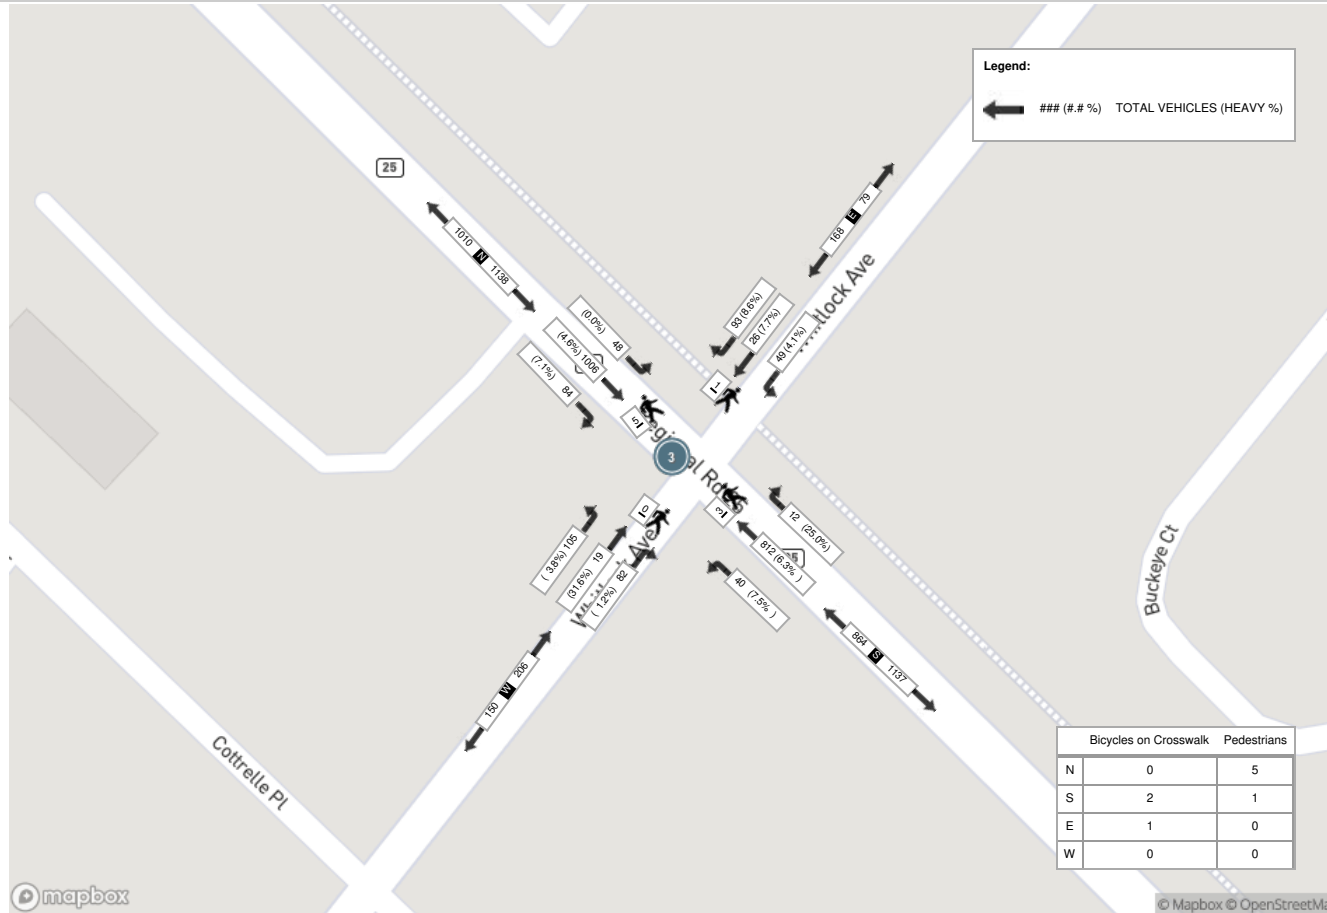 Legend:
### (#.# %) TOTAL VEHICLES (HEAVY %)
25
1010 N 1138
168 E 79
(0.0%) 48
(4.6%) 1006
(7.1%) 84
93 (8.6%)
26 (7.7%)
49 (4.1%)
1
5
3
0
3
( 3.8%) 105
(31.6%) 19
( 1.2%) 82
12 (25.0%)
812 (6.3% )
40 (7.5% )
864 S 1137
150 W 206
Ave
Buckeye Ct
Cottrelle Pl
Bicycles on Crosswalk Pedestrians
N 0 5
S 2 1
E 1 0
W 0 0
mapbox
© Mapbox © OpenStreetMa